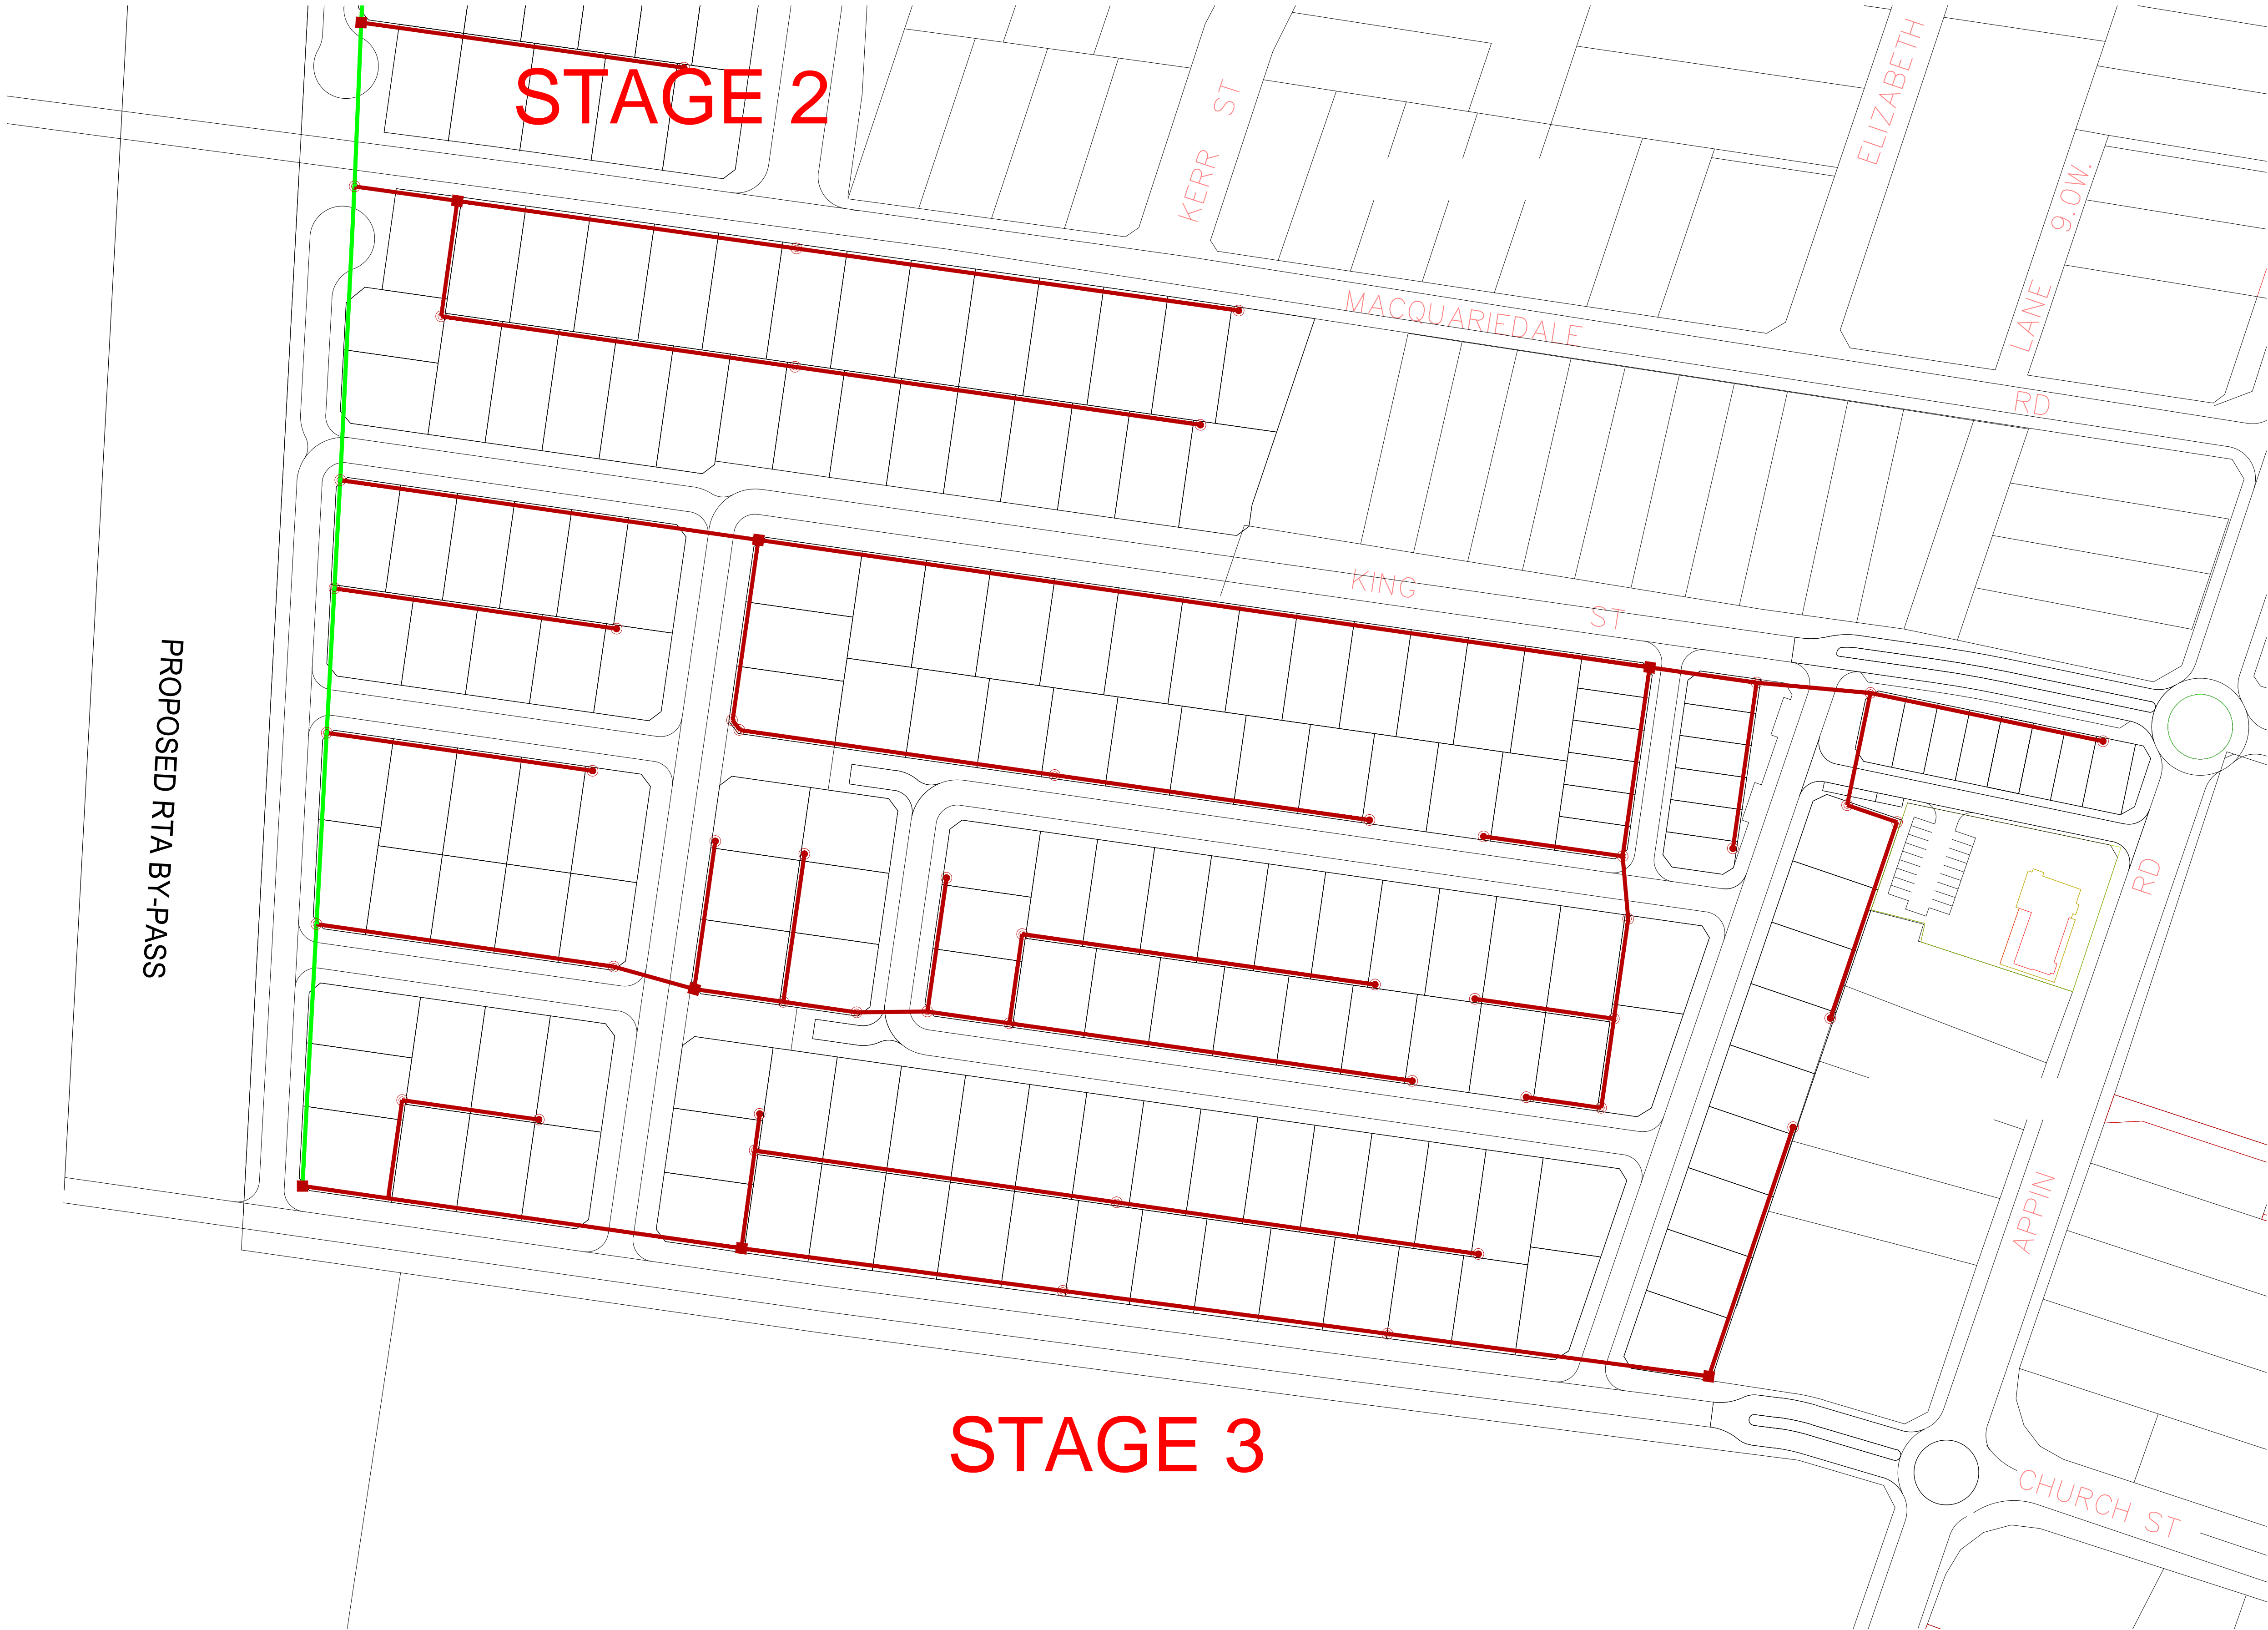 STAGE 2
KERR ST
ELIZABETH
LANE 9.0W.
MACQUARIEDALE
RD
KING
ST
PROPOSED RTA BY-PASS
RD
APPIN
STAGE 3
CHURCH ST